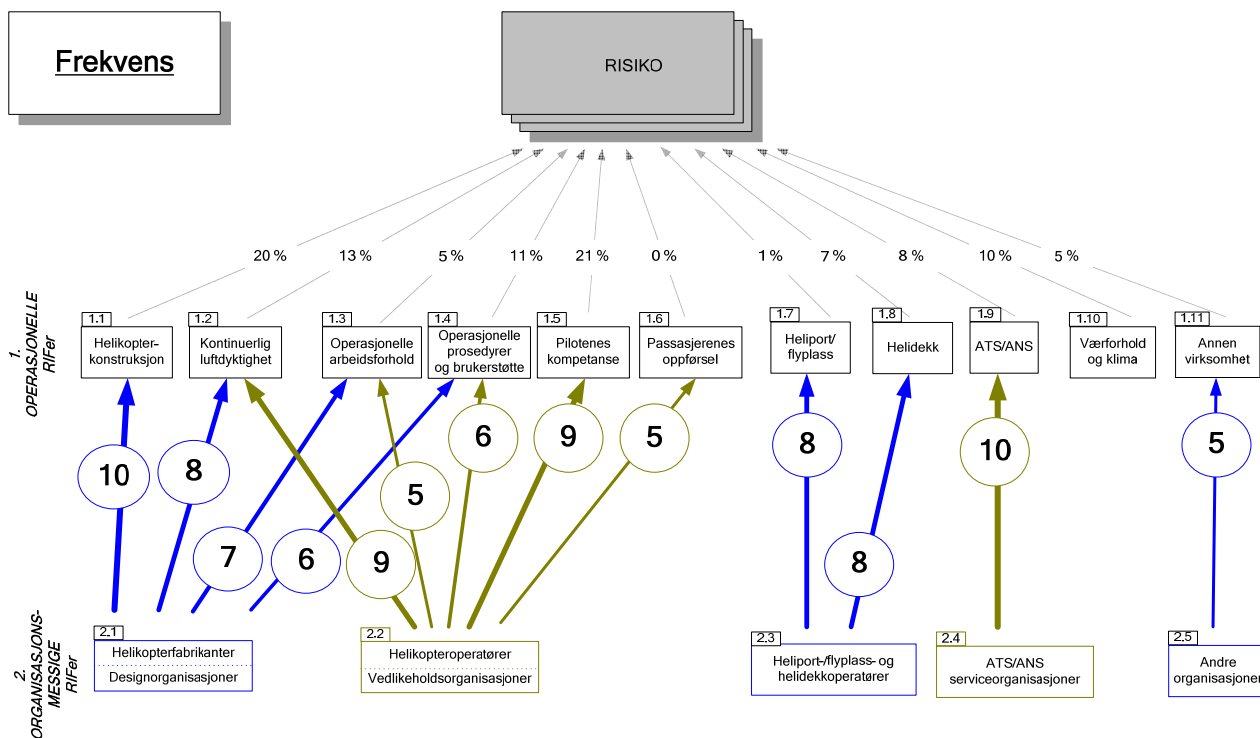 Frekvens
RISIKO
20 %
13 %
5 %
11 %
21 %
0 %
1 %
7 %
8 %
10 %
5 %
1.
OPERASJONELLE
RIFer
1.1
Helikopter-
konstruksjon
1.2
Kontinuerlig
luftdyktighet
1.3
Operasjonelle
arbeidsforhold
1.4
Operasjonelle
prosedyrer
og brukerstøtte
1.5
Pilotenes
kompetanse
1.6
Passasjerenes
oppførsel
1.7
Heliport/
flyplass
1.8
Helidekk
1.9
ATS/ANS
1.10
Værforhold
og klima
1.11
Annen
virksomhet
10
8
7
6
9
5
6
9
5
8
8
10
5
2.
ORGANISASJONS-
MESSIGE
RIFer
2.1
Helikopterfabrikanter
Designorganisasjoner
2.2
Helikopteroperatører
Vedlikeholdsorganisasjoner
2.3
Heliport-/flyplass- og
helidekkoperatører
2.4
ATS/ANS
serviceorganisasjoner
2.5
Andre
organisasjoner